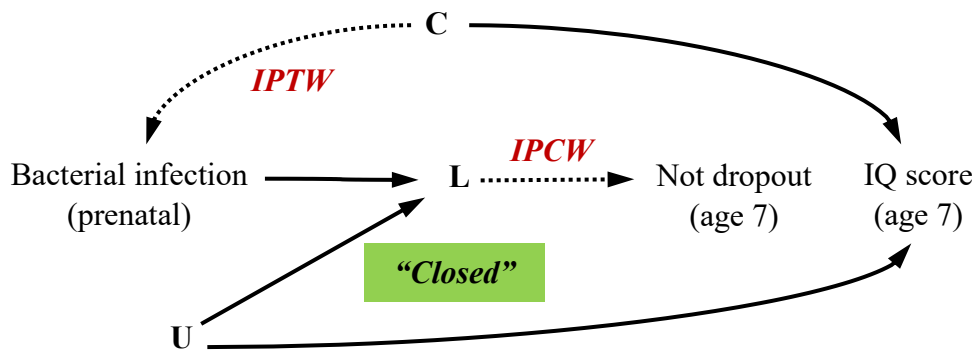 C
IPTW
IPCW
Bacterial infection
(prenatal)
L
Not dropout
(age 7)
IQ score
(age 7)
“Closed”
U